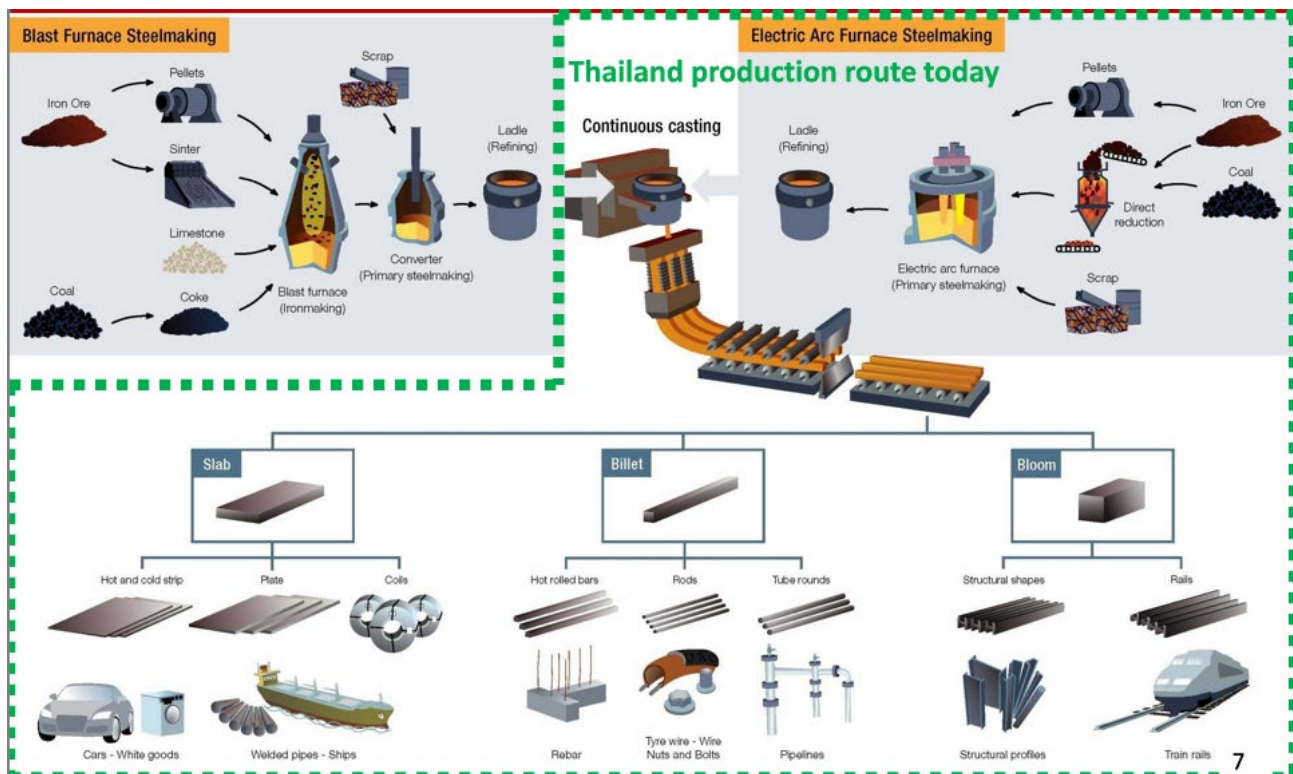 Blast Furnace Steelmaking
Pellets
Iron Ore
Sinter
Limestone
Coal
Coke
Blast furnace
(Ironmaking)
Scrap
Converter
(Primary steelmaking)
Ladle
(Refining)
Electric Arc Furnace Steelmaking
Thailand production route today
Continuous casting
Ladle
(Refining)
Electric arc furnace
(Primary steelmaking)
Pellets
Iron Ore
Coal
Direct
reduction
Scrap
Slab
Billet
Bloom
Hot and cold strip
Plate
Coils
Hot rolled bars
Rods
Tube rounds
Structural shapes
Rails
Cars - White goods
Welded pipes - Ships
Rebar
Tyre wire - Wire
Nuts and Bolts
Pipelines
Structural profiles
Train rails
7